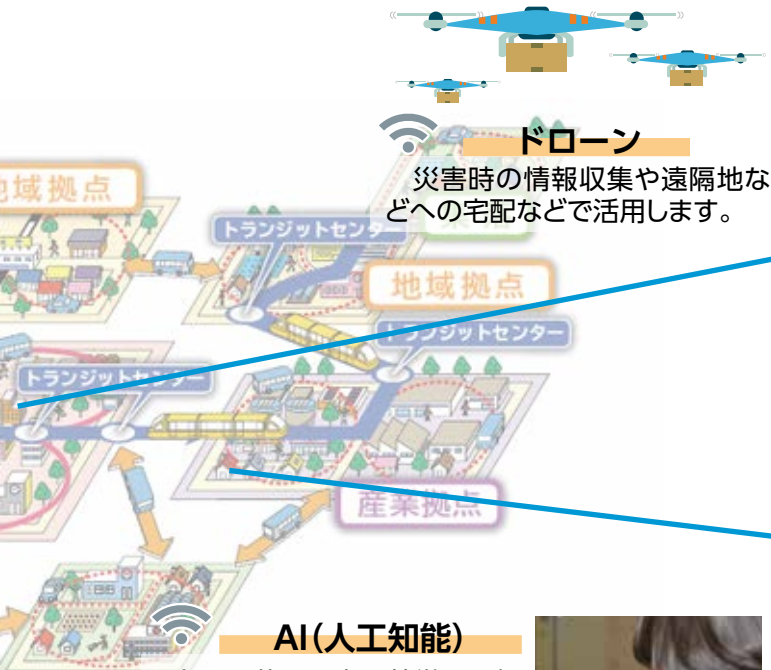 ドローン
災害時の情報収集や遠隔地な
どへの宅配などで活用します。
地域拠点
トランジットセンター
地域拠点
トランジットセンター
トランジットセンター
産業拠点
AI(人工知能)